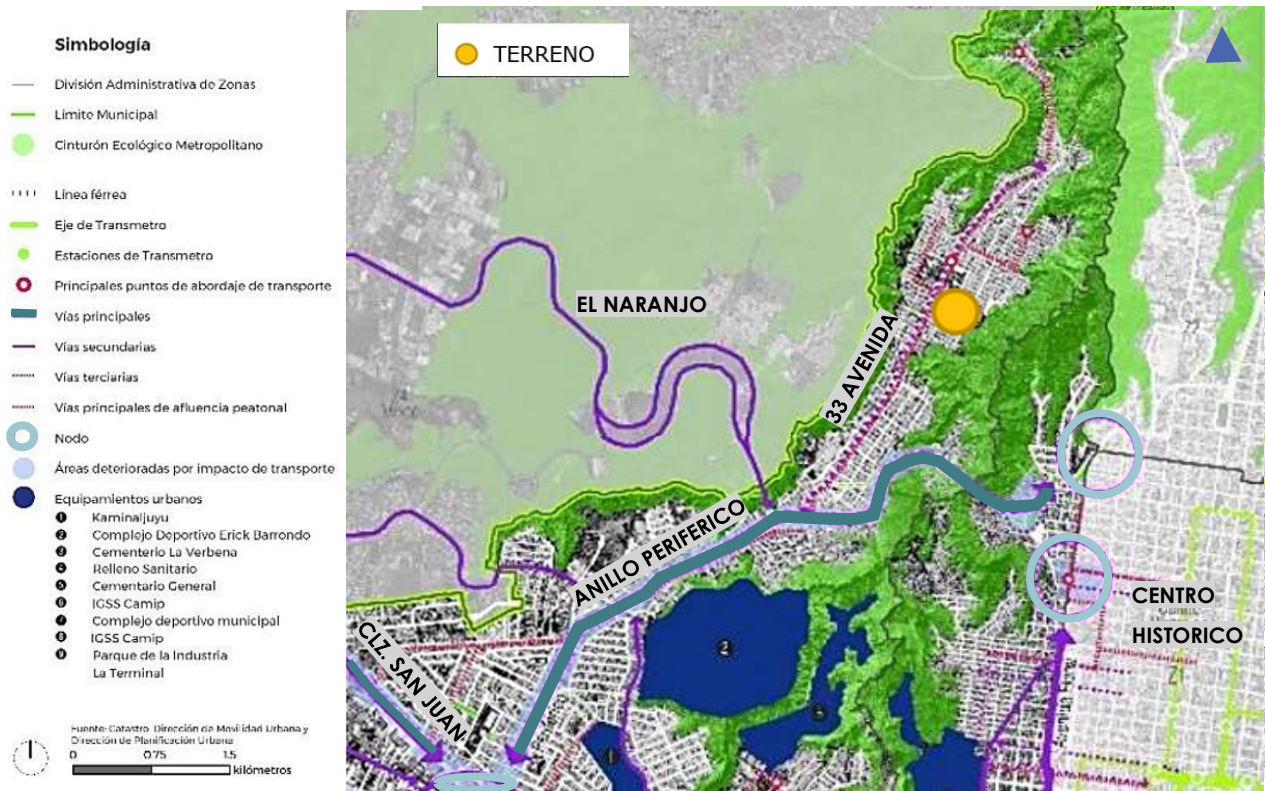 Simbología
División Administrativa de Zonas
Limite Municipal
Cinturón Ecológico Metropolitano
Línea férrea
Eje de Transmetro
Estaciones de Transmetro
Principales puntos de abordaje de transporte
Vías principales
Vías secundarias
Vías terciarias
Vías principales de afluencia peatonal
Nodo
Áreas deterioradas por impacto de transporte
Equipamientos urbanos
1 Kaminaljuyu
2 Complejo Deportivo Erick Barrondo
Cementerio La Verbena
Relleno Sanitario
5 Cementario General
IGSS Camip
Complejo deportivo municipal
8 IGSS Camip
Parque de la Industria
La Terminal
Fuente: Catastro, Dirección de Movilidad Urbana y
Dirección de Planificación Urbana
0 0.75 1.5
kilómetros
TERRENO
EL NARANJO
33 AVENIDA
ANILLO PERIFERICO
CLZ. SAN JUAN
CENTRO
HISTORICO